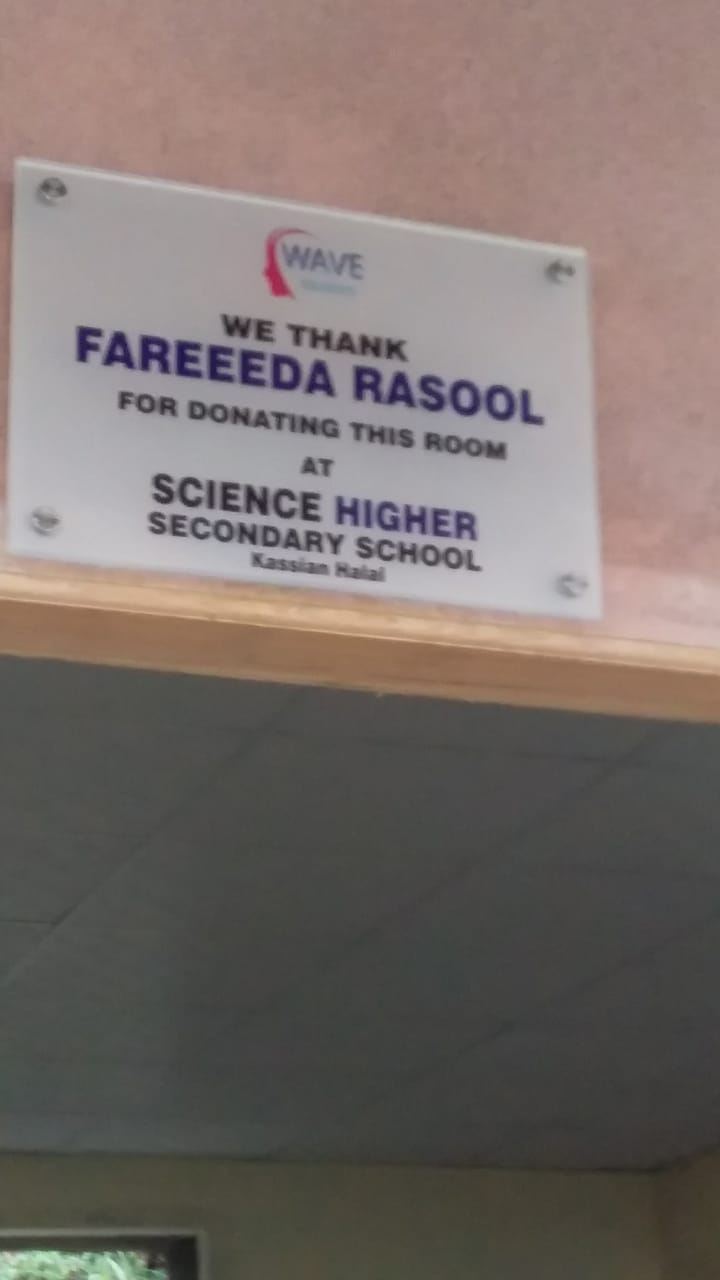 WAVE
WE THANK
FAREEEDA RASOOL
FOR DONATING THIS ROOM
AT
SCIENCE HIGHER
SECONDARY SCHOOL
Kassian Halal